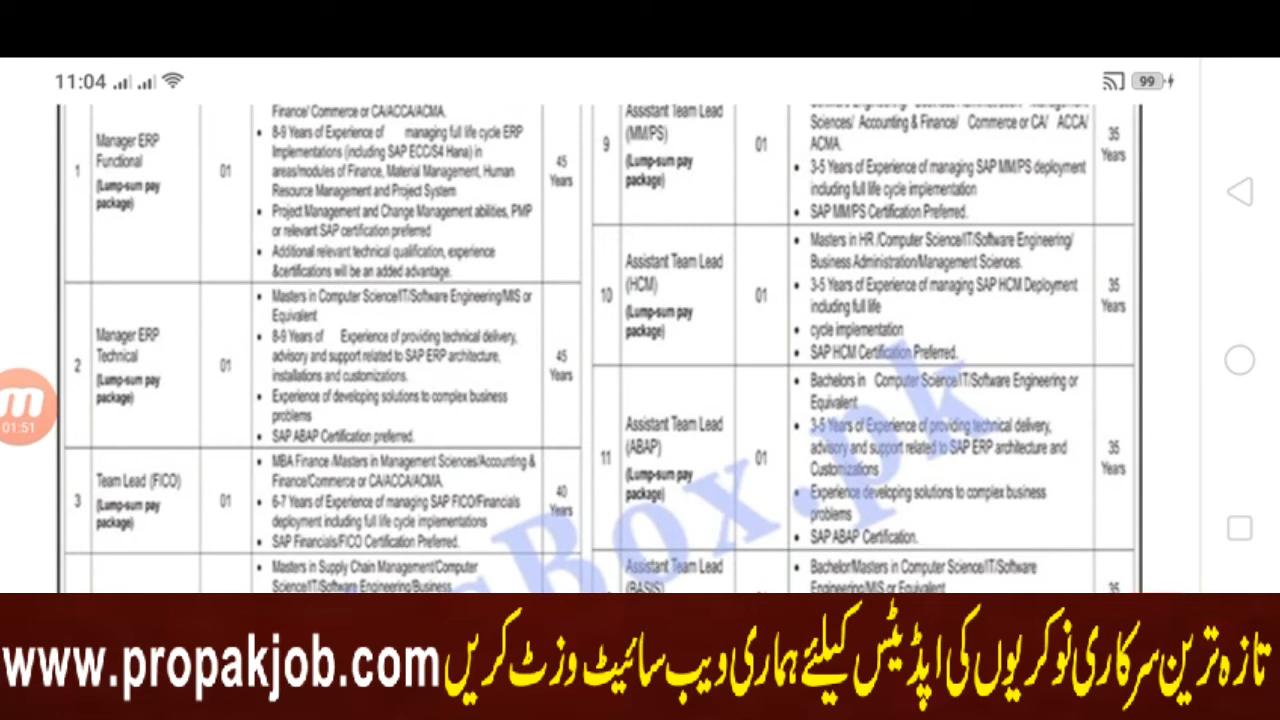 11:04
99
Finance/ Commerce or CA/ACCA/ACMA.
1
Manager ERP
Functional
(Lump-sum pay
package)
01
• 8-9 Years of Experience of managing full life cycle ERP
Implementations (including SAP ECC/S4 Hana) in
areas/modules of Finance, Material Management, Human
Resource Management and Project System
• Project Management and Change Management abilities, PMP
or relevant SAP certification preferred
• Additional relevant technical qualification, experience
&certifications will be an added advantage.
45
Years
2
Manager ERP
Technical
(Lump-sum pay
package)
01
• Masters in Computer Science/IT/Software Engineering/MIS or
Equivalent
• 8-9 Years of Experience of providing technical delivery,
advisory and support related to SAP ERP architecture,
installations and customizations.
• Experience of developing solutions to complex business
problems
• SAP ABAP Certification preferred.
45
Years
3
Team Lead (FICO)
(Lump-sum pay
package)
01
• MBA Finance /Masters in Management Sciences/Accounting &
Finance/Commerce or CA/ACCA/ACMA.
• 6-7 Years of Experience of managing SAP FICO/Financials
deployment including full life cycle implementations
• SAP Financials/FICO Certification Preferred.
40
Years
• Masters in Supply Chain Management/Computer
Science/IT/Software Engineering/Business
9
Assistant Team Lead
(MM/PS)
(Lump-sum pay
package)
01
Sciences/ Accounting & Finance/ Commerce or CA/ ACCA/
ACMA.
• 3-5 Years of Experience of managing SAP MM/PS deployment
including full life cycle implementation
• SAP MM/PS Certification Preferred.
35
Years
10
Assistant Team Lead
(HCM)
(Lump-sum pay
package)
01
• Masters in HR /Computer Science/IT/Software Engineering/
Business Administration/Management Sciences.
• 3-5 Years of Experience of managing SAP HCM Deployment
including full life
• cycle implementation
• SAP HCM Certification Preferred.
35
Years
11
Assistant Team Lead
(ABAP)
(Lump-sum pay
package)
01
• Bachelors in Computer Science/IT/Software Engineering or
Equivalent
• 3-5 Years of Experience of providing technical delivery,
advisory and support related to SAP ERP architecture and
Customizations
• Experience developing solutions to complex business
problems
• SAP ABAP Certification.
35
Years
Assistant Team Lead
(BASIS)
• Bachelor/Masters in Computer Science/IT/Software
Engineering/MIS or Equivalent
35
sBox.pk
01:51
تازہ ترین سرکاری نوکریوں کی اپڈیٹس کیلئے ہماری ویب سائیٹ وزٹ کریں www.propakjob.com